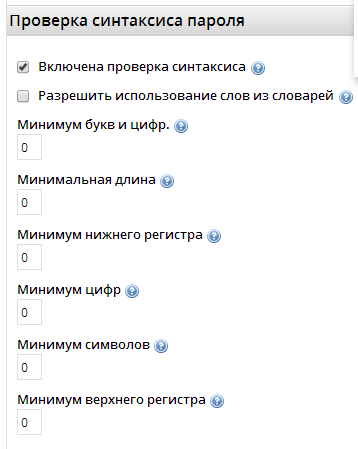 Проверка синтаксиса пароля
Включена проверка синтаксиса
Разрешить использование слов из словарей
Минимум букв и цифр.
0
Минимальная длина
0
Минимум нижнего регистра
0
Минимум цифр
0
Минимум символов
0
Минимум верхнего регистра
0